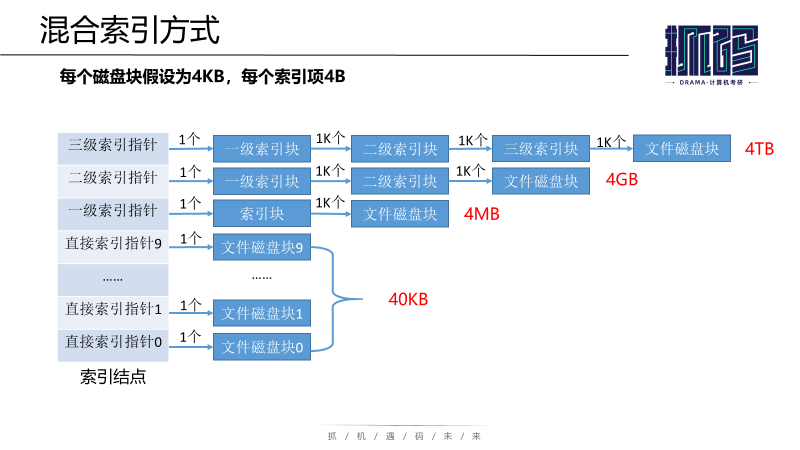 混合索引方式
抓码
DRAMA·计算机考研
每个磁盘块假设为4KB，每个索引项4B
三级索引指针 1个 一级索引块 1K个 二级索引块 1K个 三级索引块 1K个 文件磁盘块 4TB
二级索引指针 1个 一级索引块 1K个 二级索引块 1K个 文件磁盘块 4GB
一级索引指针 1个 索引块 1K个 文件磁盘块 4MB
直接索引指针9 1个 文件磁盘块9
…… ……
40KB
直接索引指针1 1个 文件磁盘块1
直接索引指针0 1个 文件磁盘块0
索引结点
抓 / 机 / 遇 / 码 / 未 / 来